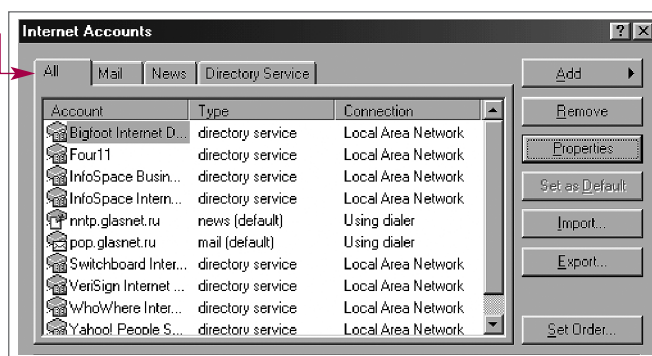 Internet Accounts
All Mail News Directory Service
Account Type Connection
Bigfoot Internet D... directory service Local Area Network
Four11 directory service Local Area Network
InfoSpace Busin... directory service Local Area Network
InfoSpace Intern... directory service Local Area Network
nntp.glasnet.ru news (default) Using dialer
pop.glasnet.ru mail (default) Using dialer
Switchboard Inter... directory service Local Area Network
VeriSign Internet ... directory service Local Area Network
WhoWhere Inter... directory service Local Area Network
Yahoo! People S... directory service Local Area Network
Add
Remove
Properties
Set as Default
Import...
Export...
Set Order...